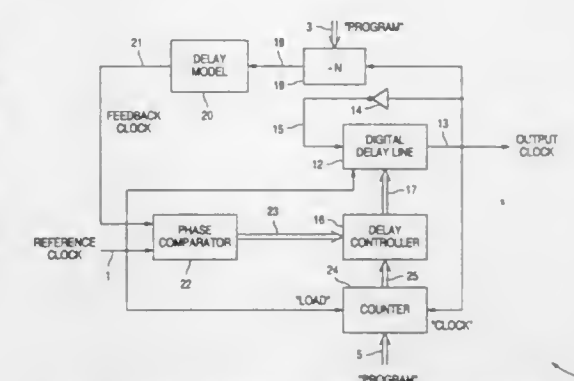 3
"PROGRAM"
21
DELAY
MODEL
20
19
- N
19
14
FEEDBACK
CLOCK
15
DIGITAL
DELAY LINE
12
13
OUTPUT
CLOCK
17
23
16
DELAY
CONTROLLER
PHASE
COMPARATOR
22
REFERENCE
CLOCK
1
24
25
"LOAD"
COUNTER
"CLOCK"
5
"PROGRAM"